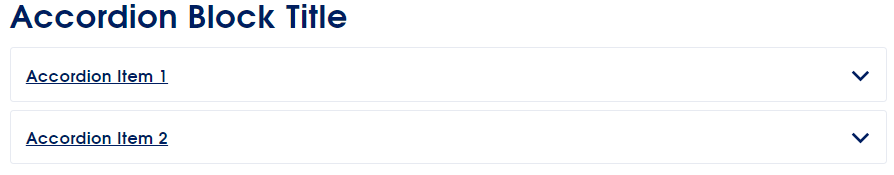 Accordion Block Title
Accordion Item 1
Accordion Item 2